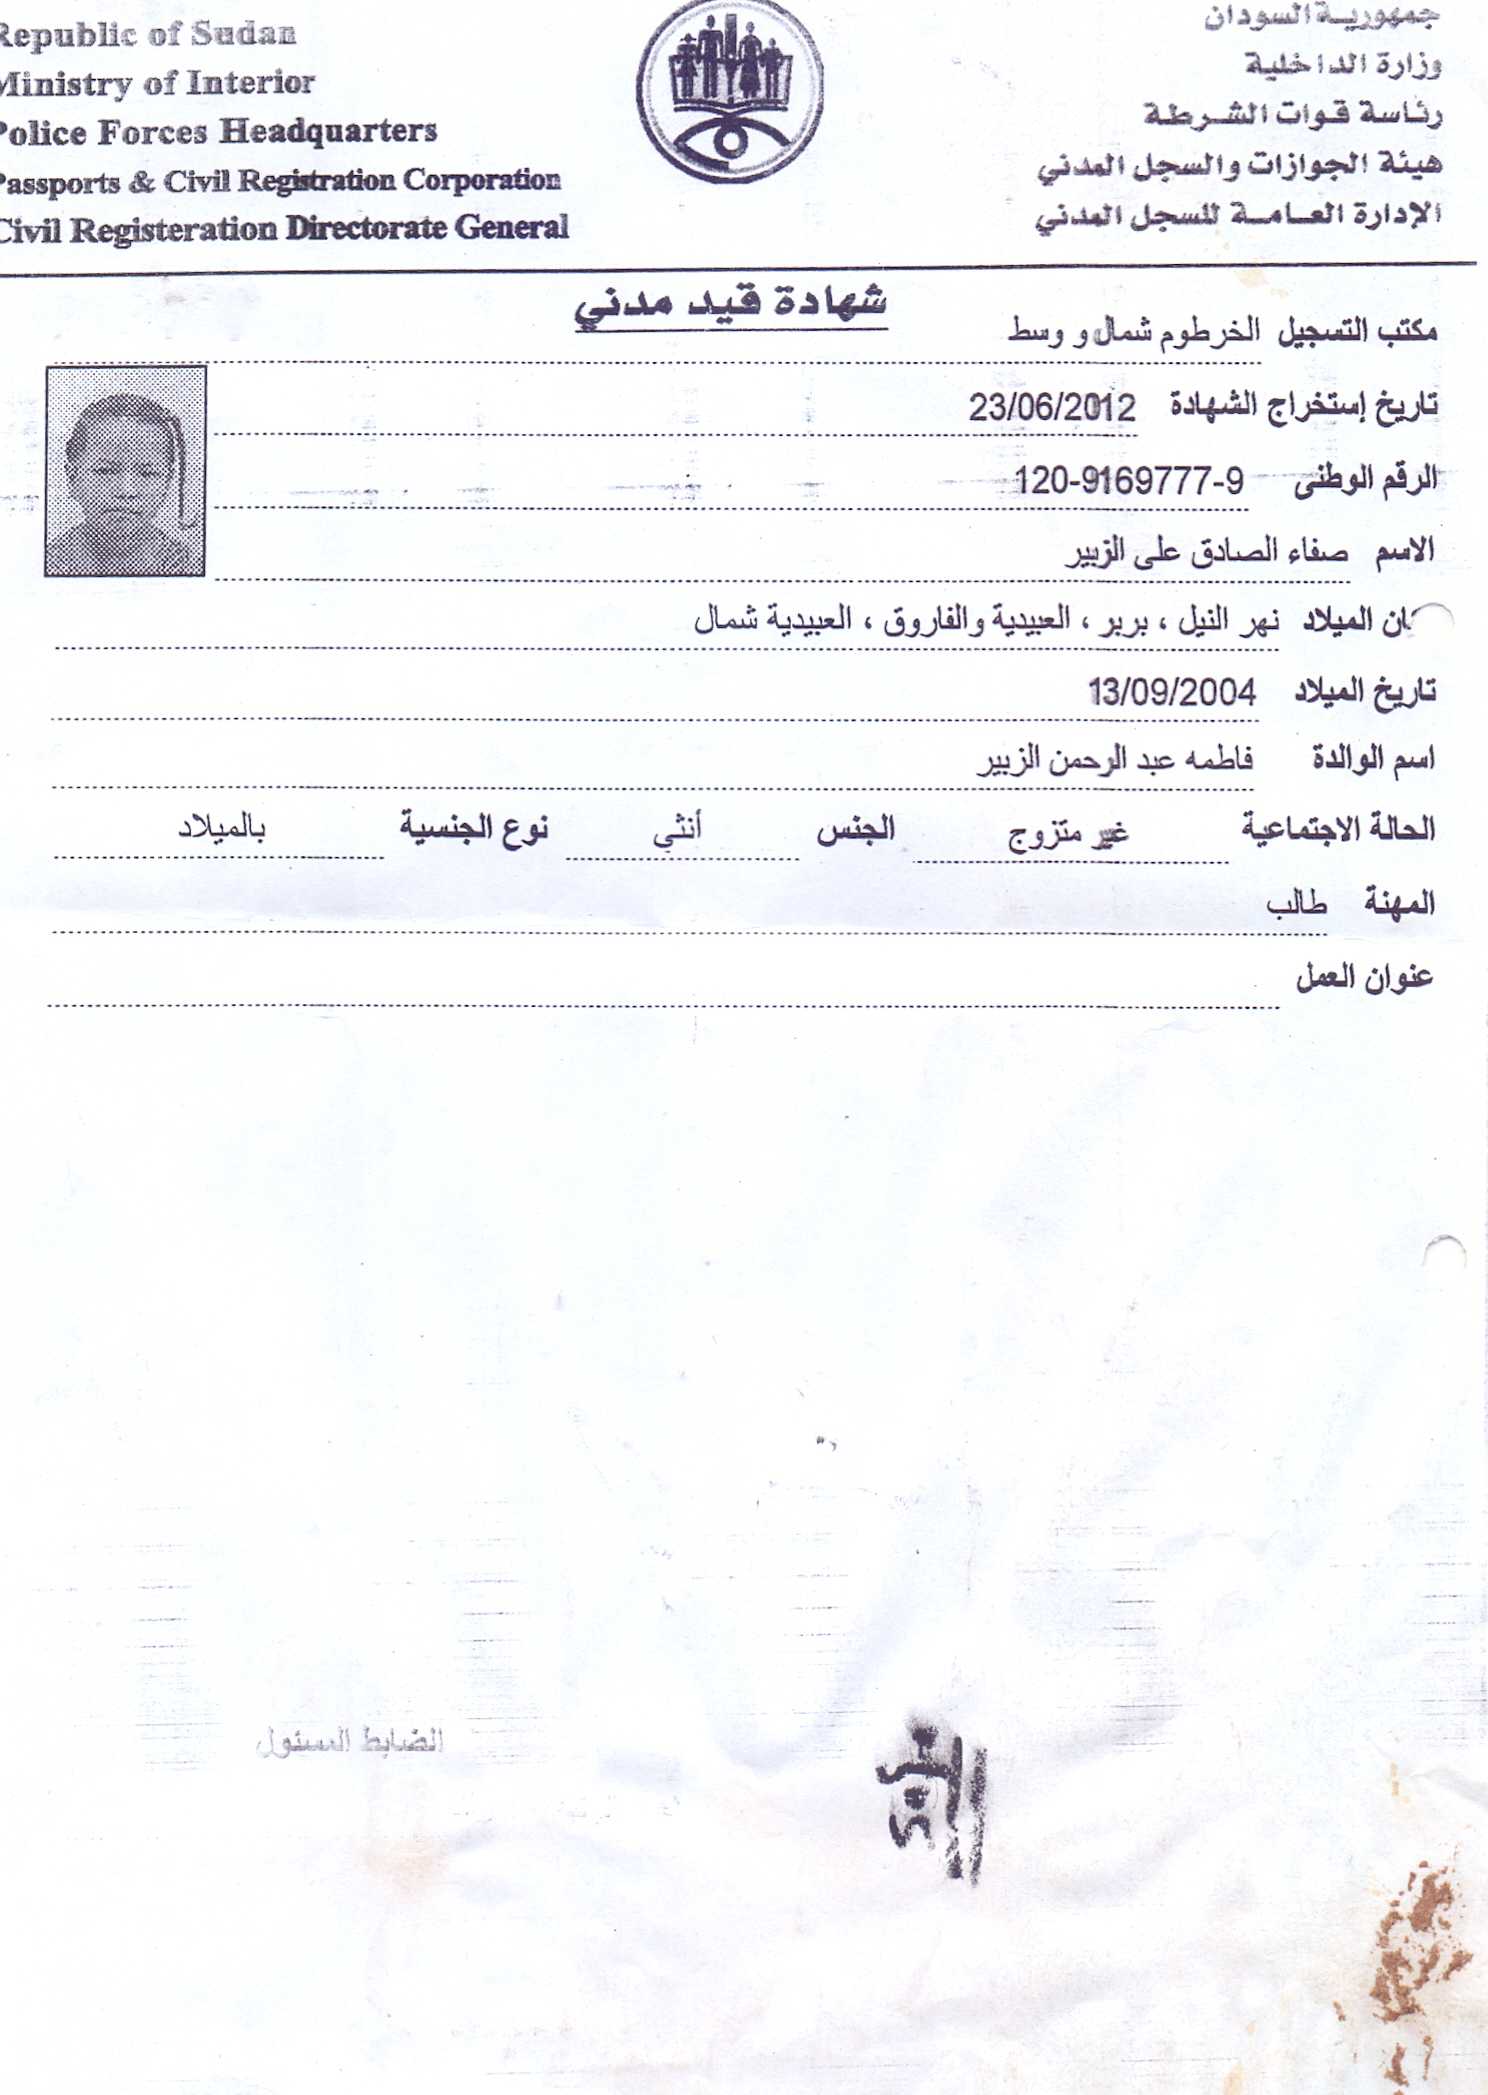 Republic of Sudan
Ministry of Interior
Police Forces Headquarters
Passports & Civil Registration Corporation
Civil Registeration Directorate General
جمهورية السودان
وزارة الداخلية
رئاسة قوات الشرطة
هيئة الجوازات والسجل المدني
الإدارة العامة للسجل المدني
شهادة قيد مدني
مكتب التسجيل الخرطوم شمال و وسط
تاريخ إستخراج الشهادة 23/06/2012
الرقم الوطنى 120-9169777-9
الاسم صفاء الصادق على الزبير
ان الميلاد نهر النيل ، بربر ، العبيدية والفاروق ، العبيدية شمال
تاريخ الميلاد 13/09/2004
اسم الوالدة فاطمه عبد الرحمن الزبير
الحالة الاجتماعية غير متزوج الجنس أنثى نوع الجنسية بالميلاد
المهنة طالب
عنوان العمل
الضابط المسئول